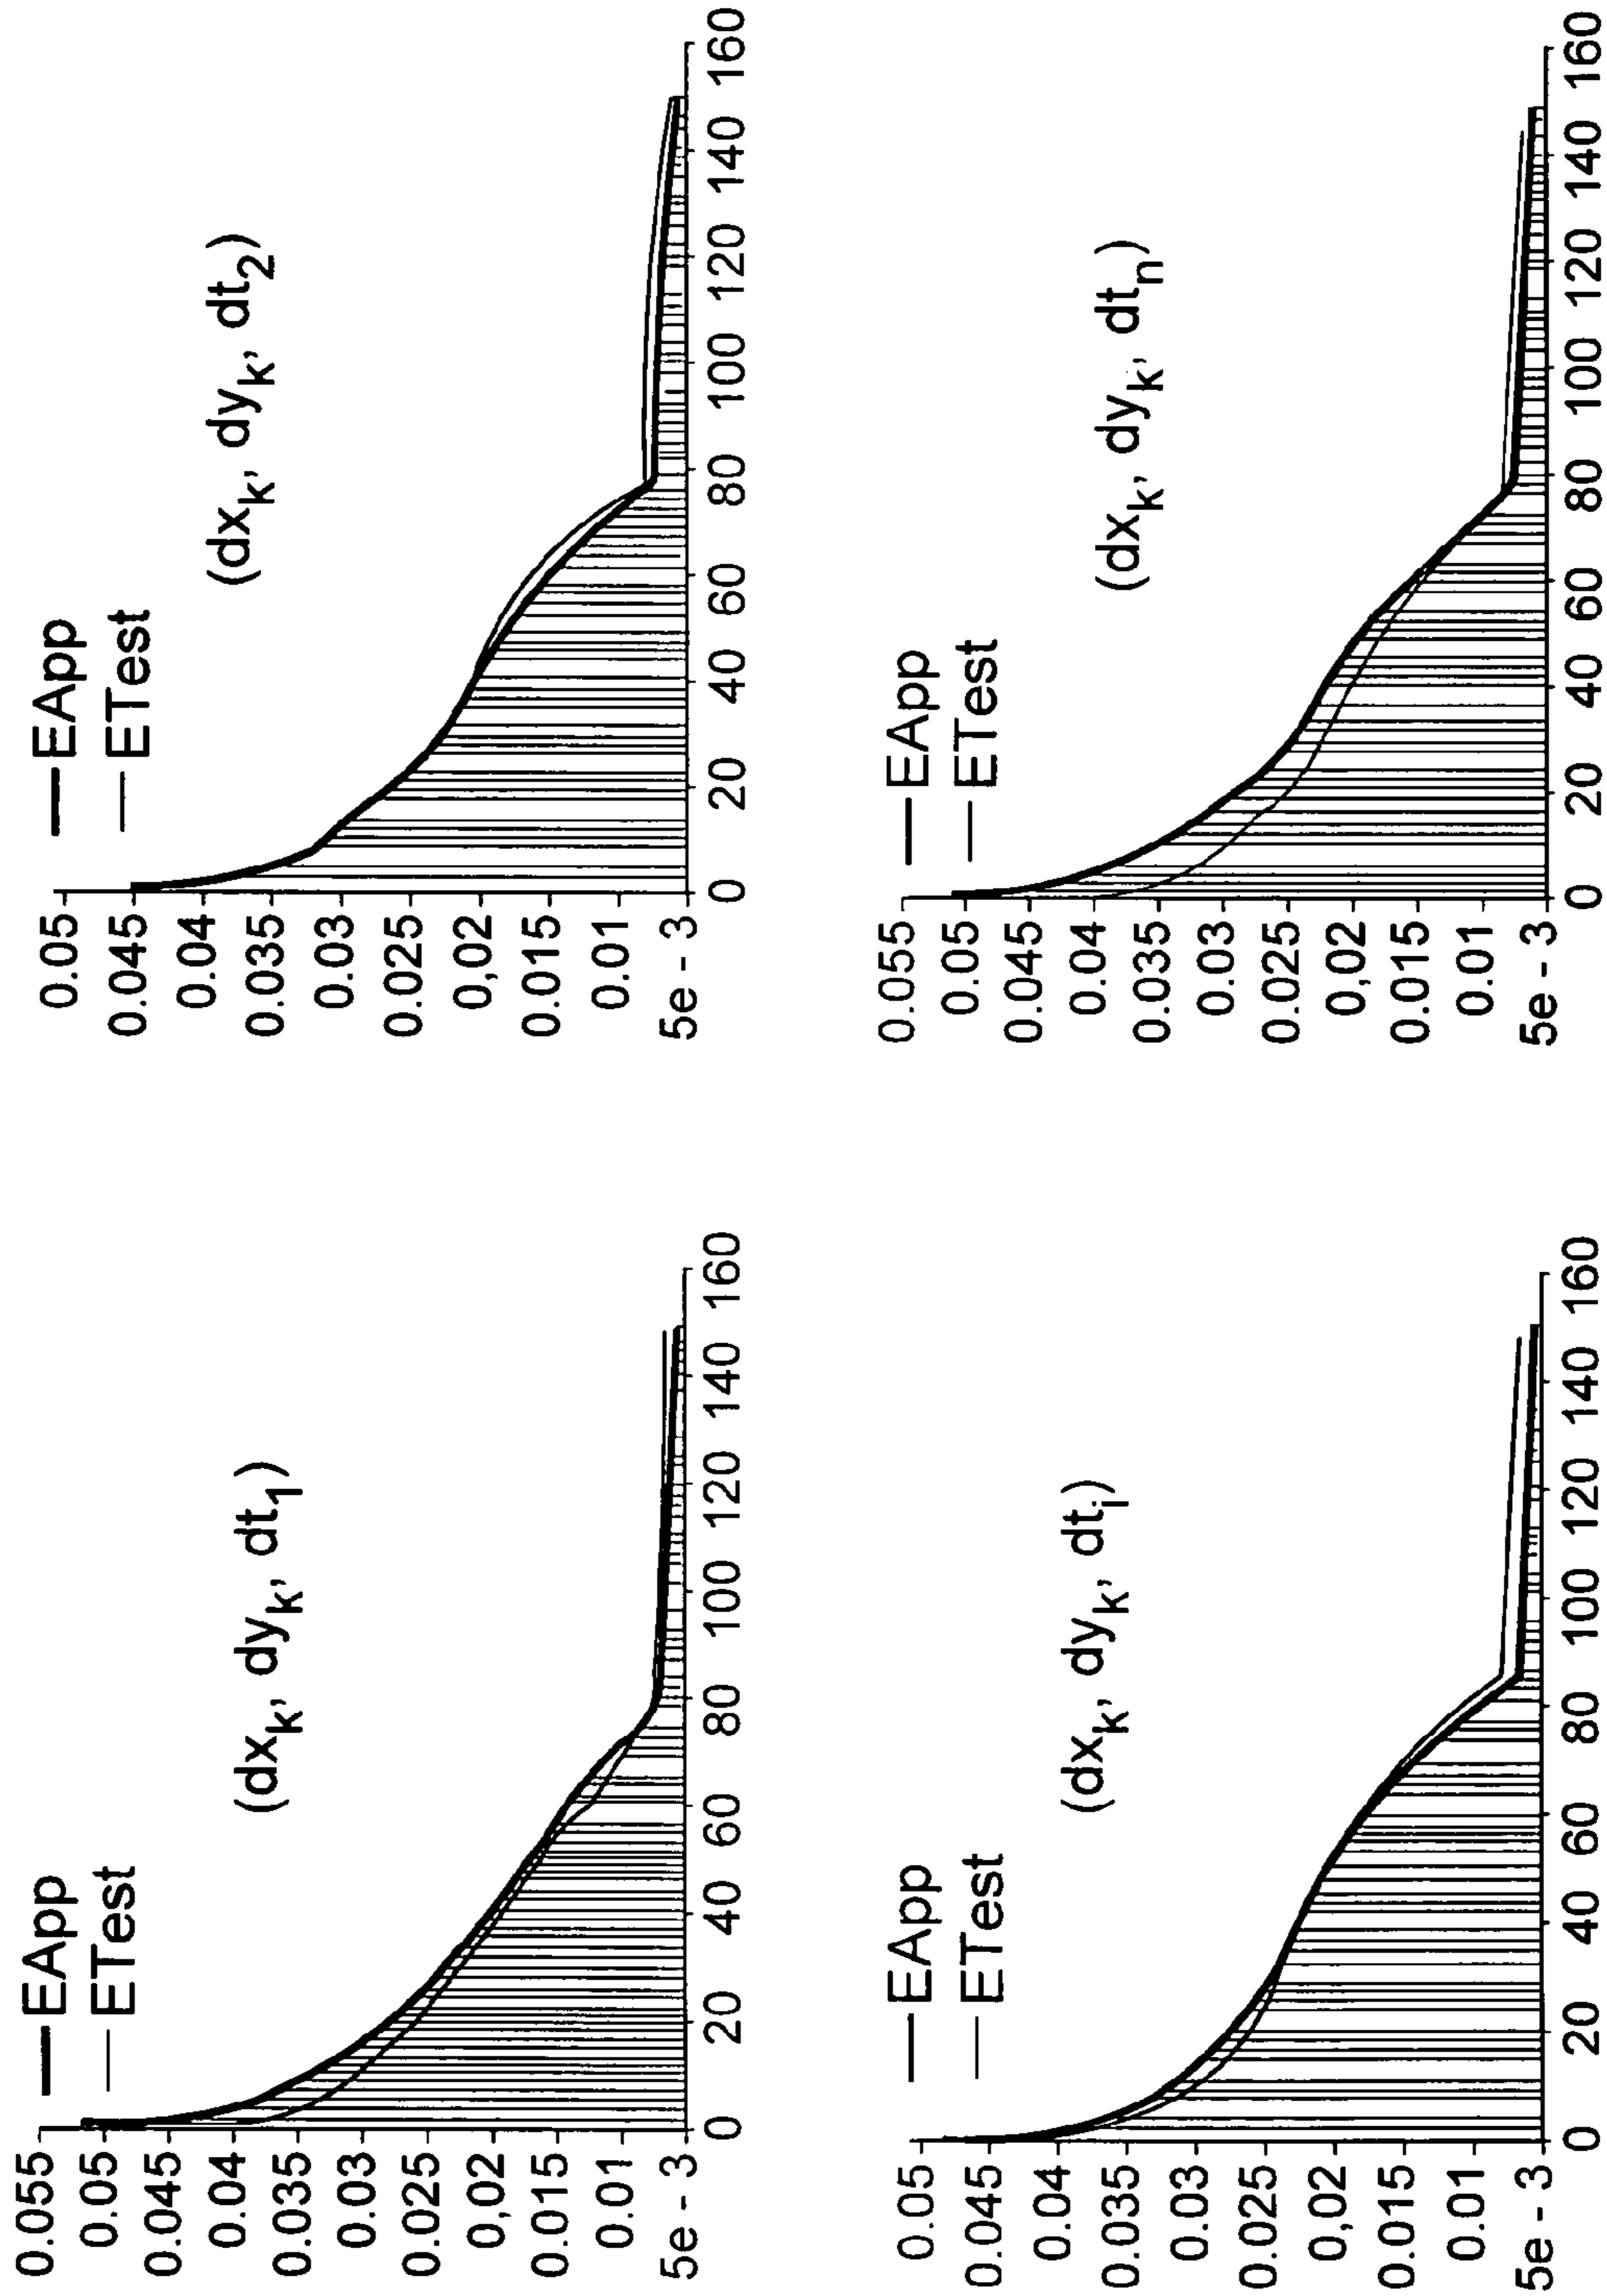 0.055
0.05
0.045
0.04
0.035
0.03
0.025
0,02
0.015
0.01
5e - 3
EApp
ETest
(dx_k, dy_k, dt_1)
0 20 40 60 80 100 120 140 160
0.05
0.045
0.04
0.035
0.03
0.025
0,02
0.015
0.01
5e - 3
EApp
ETest
(dx_k, dy_k, dt_2)
0 20 40 60 80 100 120 140 160
0.05
0.045
0.04
0.035
0.03
0.025
0,02
0.015
0.01
5e - 3
EApp
ETest
(dx_k, dy_k, dt_i)
0 20 40 60 80 100 120 140 160
0.055
0.05
0.045
0.04
0.035
0.03
0.025
0,02
0.015
0.01
5e - 3
EApp
ETest
(dx_k, dy_k, dt_n)
0 20 40 60 80 100 120 140 160